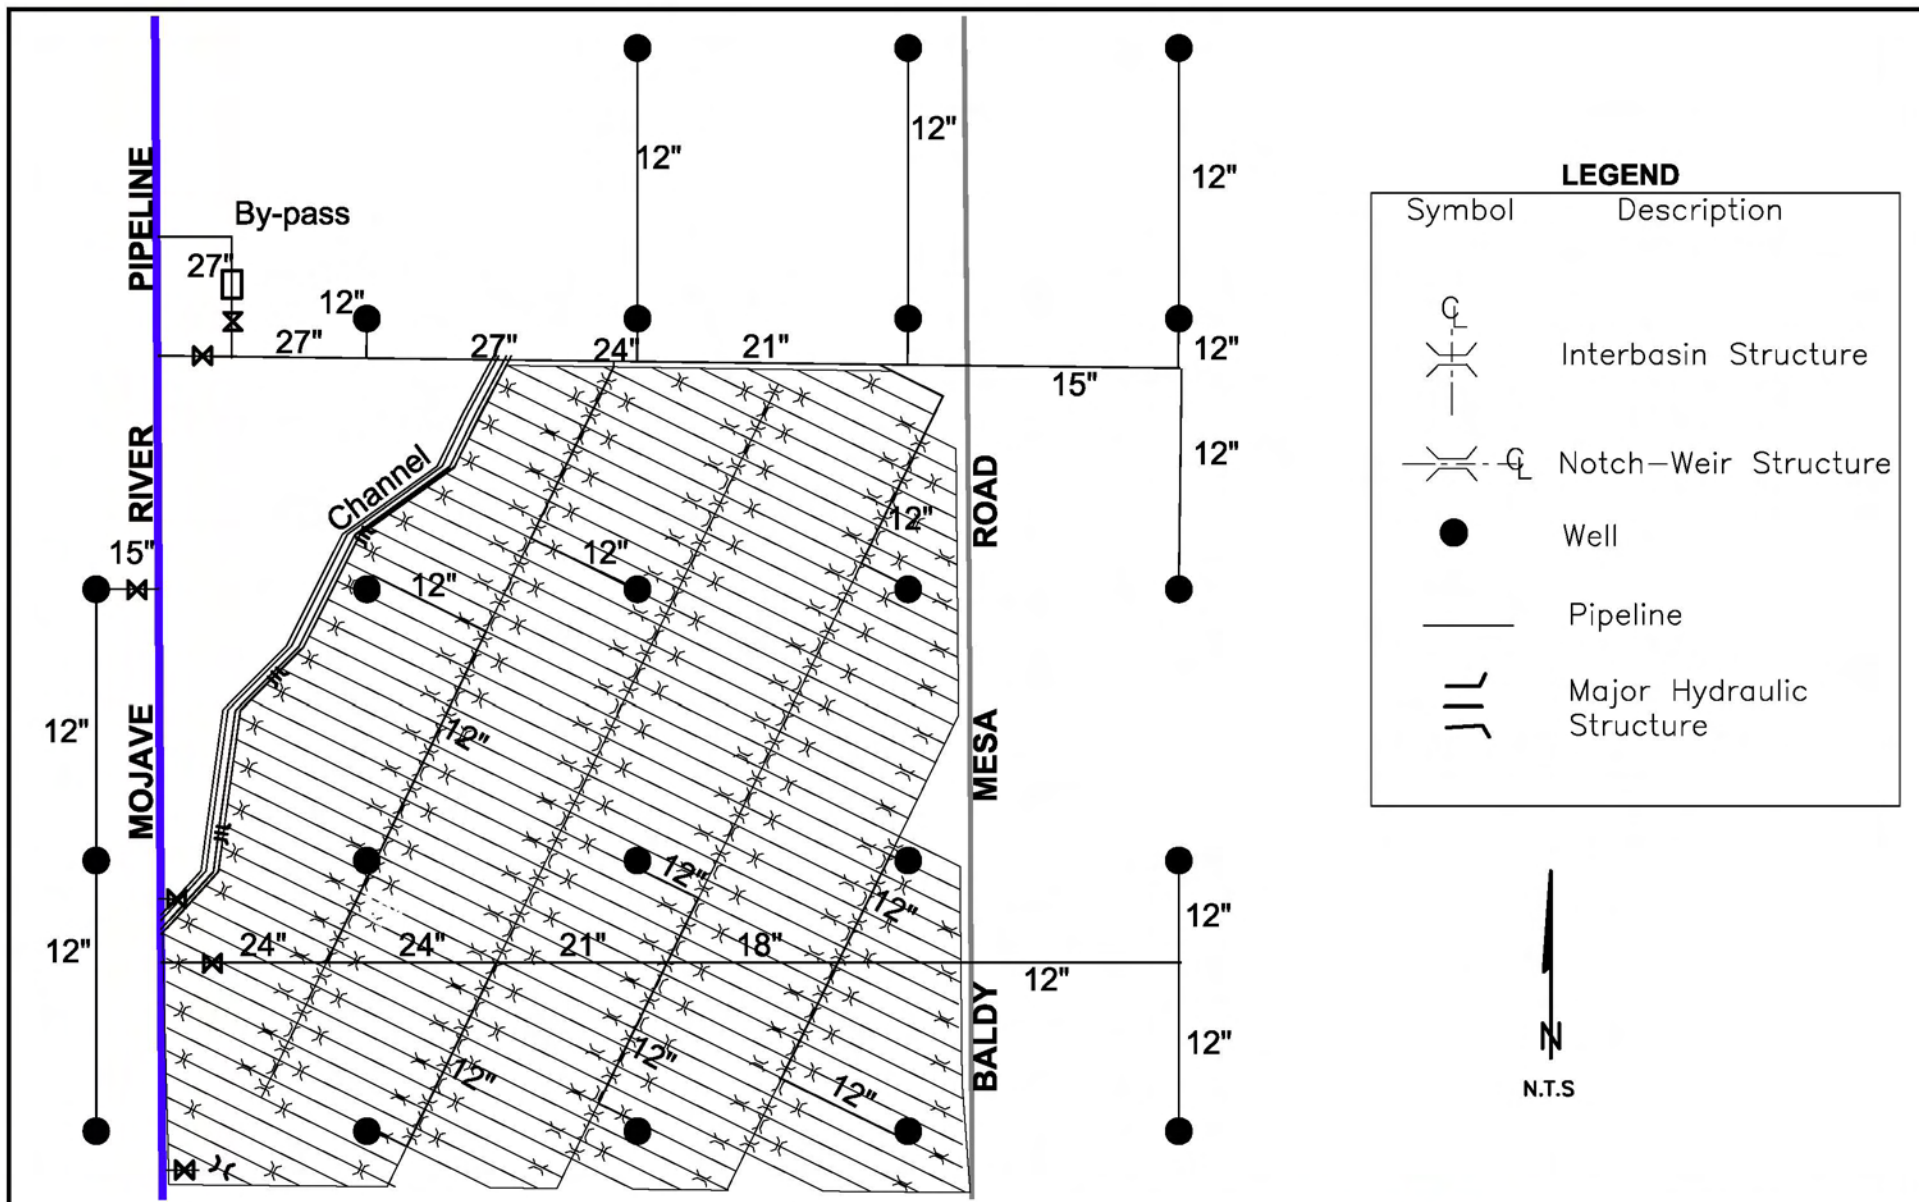 12"
12"
12"
PIPELINE
By-pass
27"
12"
27"
27"
24"
21"
12"
15"
12"
LEGEND
Symbol Description
℄
Interbasin Structure
℄ Notch-Weir Structure
Well
Pipeline
Major Hydraulic
Structure
Channel
RIVER
ROAD
15"
12"
12"
12"
12"
12"
MOJAVE
MESA
12"
12"
12"
12"
24"
24"
21"
18"
12"
BALDY
12"
12"
12"
12"
N
N.T.S